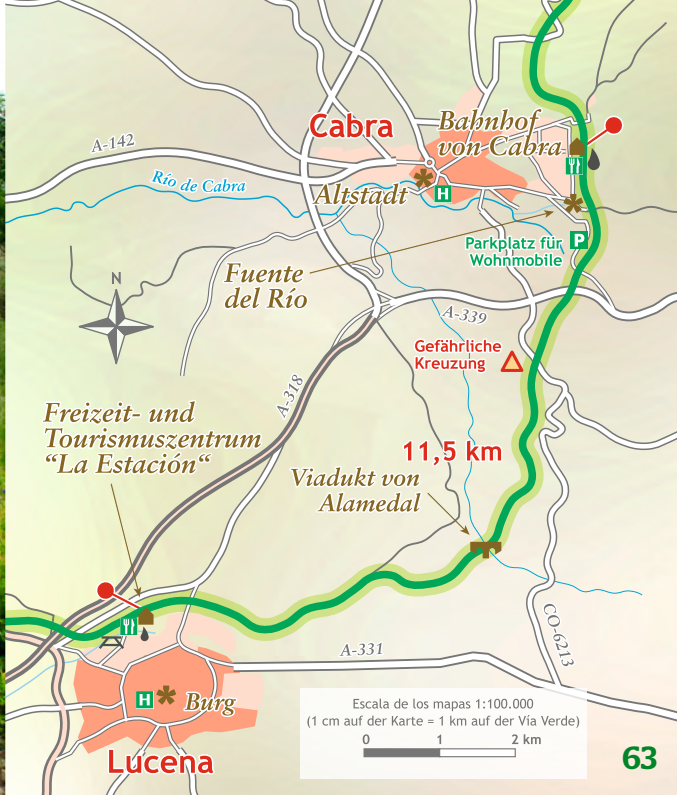 Cabra
Bahnhof
von Cabra
A-142
Río de Cabra
Altstadt
H
Parkplatz für
Wohnmobile
P
Fuente
del Río
N
A-339
Gefährliche
Kreuzung
A-318
Freizeit- und
Tourismuszentrum
“La Estación“
11,5 km
Viadukt von
Alamedal
CO-6213
A-331
H
Burg
Lucena
Escala de los mapas 1:100.000
(1 cm auf der Karte = 1 km auf der Vía Verde)
0 1 2 km
63